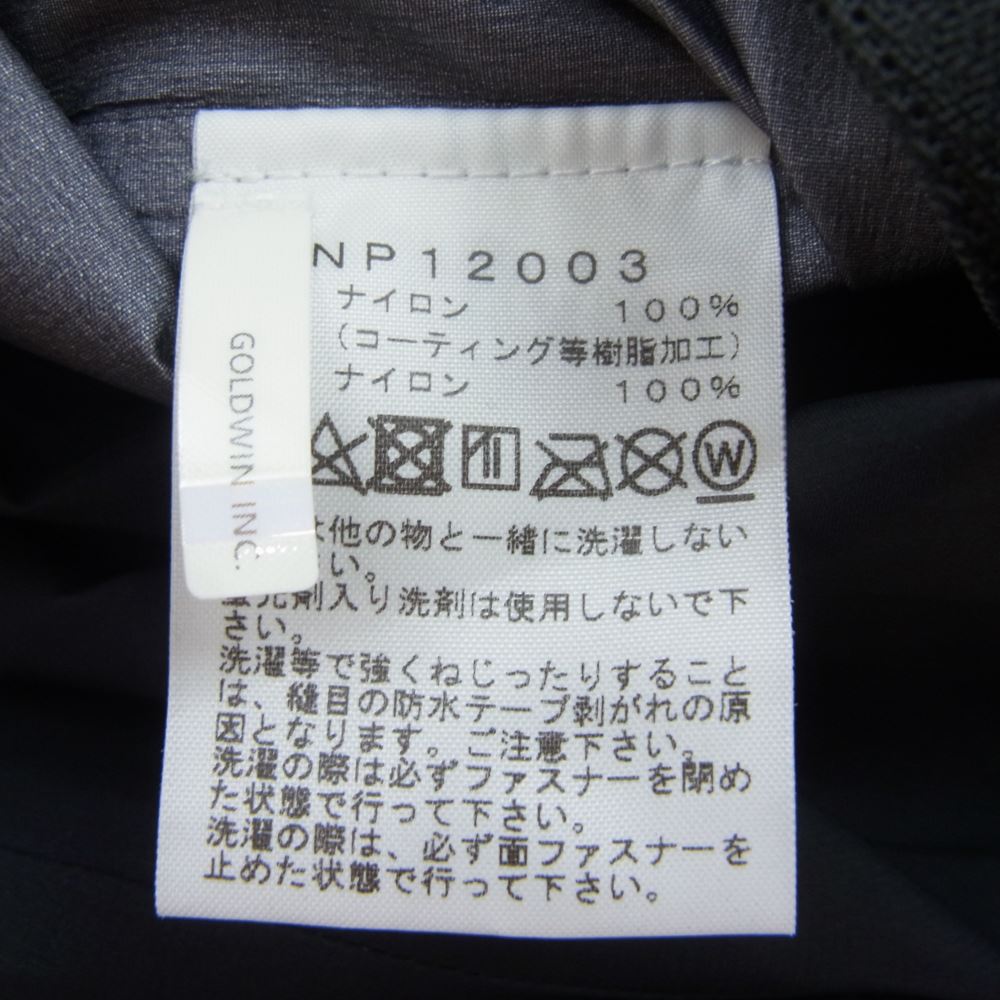 NP12003
ナイロン 100%
(コーティング等樹脂加工)
ナイロン 100%
W
GOLDWIN INC.
他の物と一緒に洗濯しない
い。
剤入り洗剤は使用しないで下
さい。
洗濯等で強くねじったりすること
は、縫目の防水テープ剥がれの原
因となります。ご注意下さい。
洗濯の際は必ずファスナーを閉め
た状態で行って下さい。
洗濯の際は、必ず面ファスナーを
止めた状態で行って下さい。